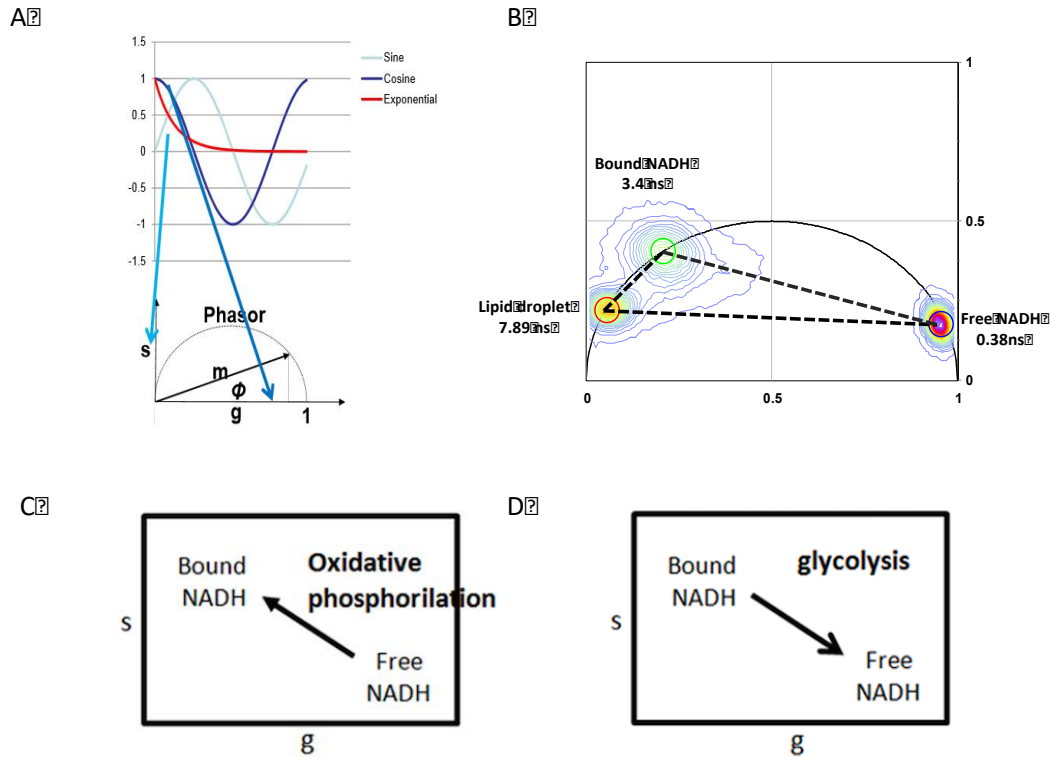 A⍰
B⍰
1.5
1
0.5
0
-0.5
-1
-1.5
Sine
Cosine
Exponential
Phasor
s
m
ϕ
g
1
1
0.5
0
0
0.5
1
Bound⍰NADH⍰
3.4⍰ns⍰
Lipid⍰droplet⍰
7.89⍰ns⍰
Free⍰NADH⍰
0.38ns⍰
C⍰
D⍰
Bound
NADH
Oxidative
phosphorilation
Free
NADH
s
g
Bound
NADH
glycolysis
Free
NADH
s
g